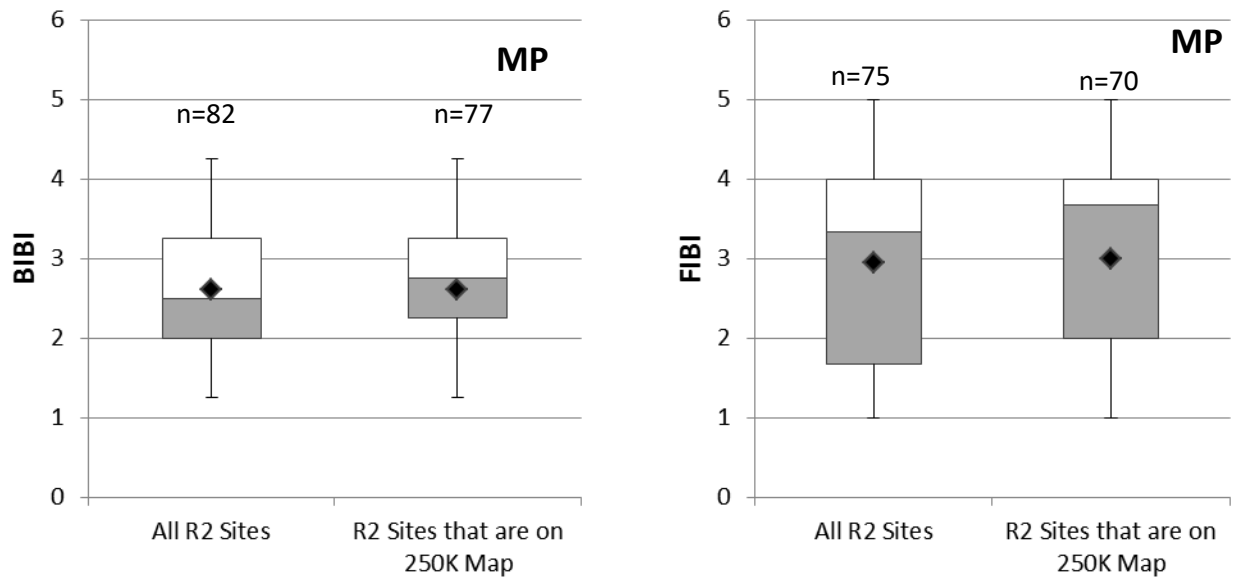 6
5
4
3
2
1
0
BIBI
MP
n=82
n=77
All R2 Sites
R2 Sites that are on
250K Map
6
5
4
3
2
1
0
FIBI
MP
n=75
n=70
All R2 Sites
R2 Sites that are on
250K Map